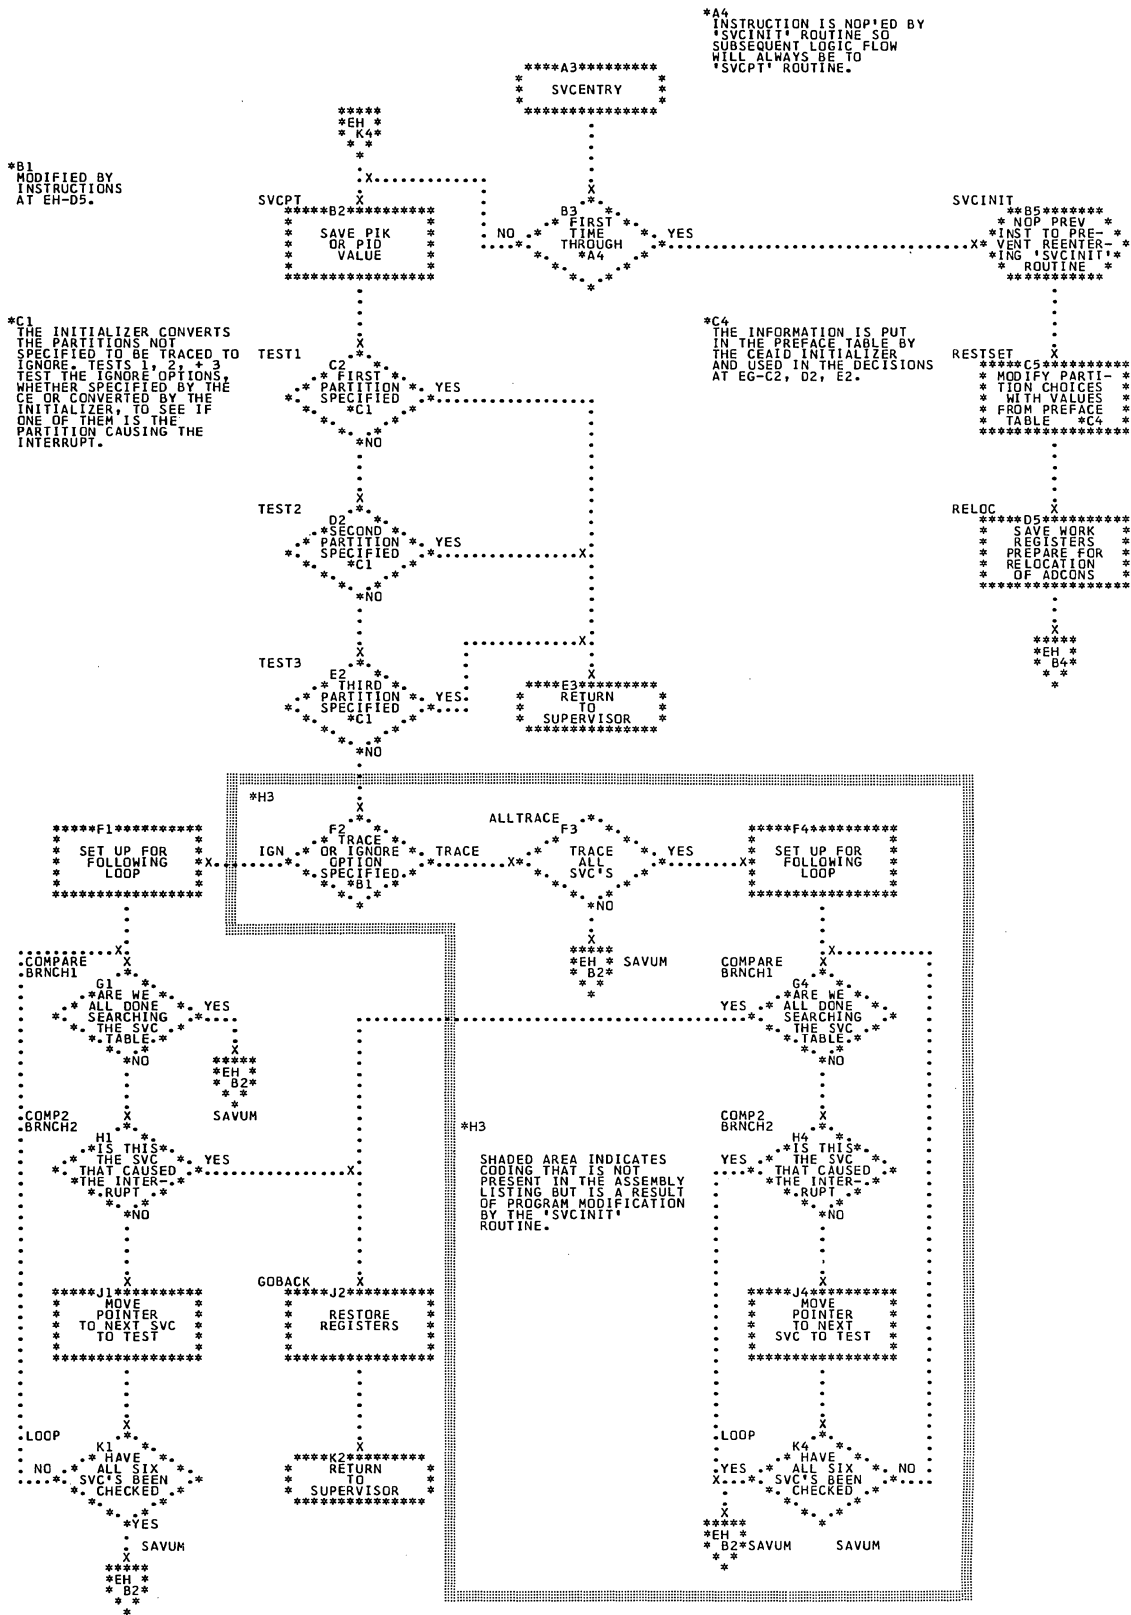 *A4
INSTRUCTION IS NOP'ED BY
'SVCINIT' ROUTINE SO
SUBSEQUENT LOGIC FLOW
WILL ALWAYS BE TO
'SVCPT' ROUTINE.
A3
SVCENTRY
EH
K4
*B1
MODIFIED BY
INSTRUCTIONS
AT EH-D5.
SVCPT
B2
SAVE PIK
OR PID
VALUE
NO
B3
FIRST
TIME
THROUGH
*A4
YES
SVCINIT
B5
NOP PREV
INST TO PRE-
VENT REENTER-
ING 'SVCINIT'
ROUTINE
*C1
THE INITIALIZER CONVERTS
THE PARTITIONS NOT
SPECIFIED TO BE TRACED TO
IGNORE. TESTS 1, 2, + 3
TEST THE IGNORE OPTIONS,
WHETHER SPECIFIED BY THE
CE OR CONVERTED BY THE
INITIALIZER, TO SEE IF
ONE OF THEM IS THE
PARTITION CAUSING THE
INTERRUPT.
TEST1
C2
FIRST
PARTITION
SPECIFIED
*C1
YES
NO
*C4
THE INFORMATION IS PUT
IN THE PREFACE TABLE BY
THE CEAID INITIALIZER
AND USED IN THE DECISIONS
AT EG-C2, D2, E2.
RESTSET
C5
MODIFY PARTI-
TION CHOICES
WITH VALUES
FROM PREFACE
TABLE *C4
TEST2
D2
SECOND
PARTITION
SPECIFIED
*C1
YES
NO
RELOC
D5
SAVE WORK
REGISTERS
PREPARE FOR
RELOCATION
OF ADCONS
EH
B4
TEST3
E2
THIRD
PARTITION
SPECIFIED
*C1
YES
NO
E3
RETURN
TO
SUPERVISOR
*H3
F1
SET UP FOR
FOLLOWING
LOOP
IGN
F2
TRACE
OR IGNORE
OPTION
SPECIFIED
*B1
TRACE
ALLTRACE
F3
TRACE
ALL
SVC'S
YES
NO
F4
SET UP FOR
FOLLOWING
LOOP
EH
B2
SAVUM
COMPARE
BRNCH1
G1
ARE WE
ALL DONE
SEARCHING
THE SVC
TABLE
YES
NO
EH
B2
SAVUM
COMPARE
BRNCH1
YES
G4
ARE WE
ALL DONE
SEARCHING
THE SVC
TABLE
NO
COMP2
BRNCH2
H1
IS THIS
THE SVC
THAT CAUSED
THE INTER-
RUPT
YES
NO
*H3
SHADED AREA INDICATES
CODING THAT IS NOT
PRESENT IN THE ASSEMBLY
LISTING BUT IS A RESULT
OF PROGRAM MODIFICATION
BY THE 'SVCINIT'
ROUTINE.
COMP2
BRNCH2
YES
H4
IS THIS
THE SVC
THAT CAUSED
THE INTER-
RUPT
NO
J1
MOVE
POINTER
TO NEXT SVC
TO TEST
GOBACK
J2
RESTORE
REGISTERS
J4
MOVE
POINTER
TO NEXT
SVC TO TEST
LOOP
NO
K1
HAVE
ALL SIX
SVC'S BEEN
CHECKED
YES
K2
RETURN
TO
SUPERVISOR
LOOP
YES
K4
HAVE
ALL SIX
SVC'S BEEN
CHECKED
NO
SAVUM
EH
B2
EH
B2
SAVUM
SAVUM